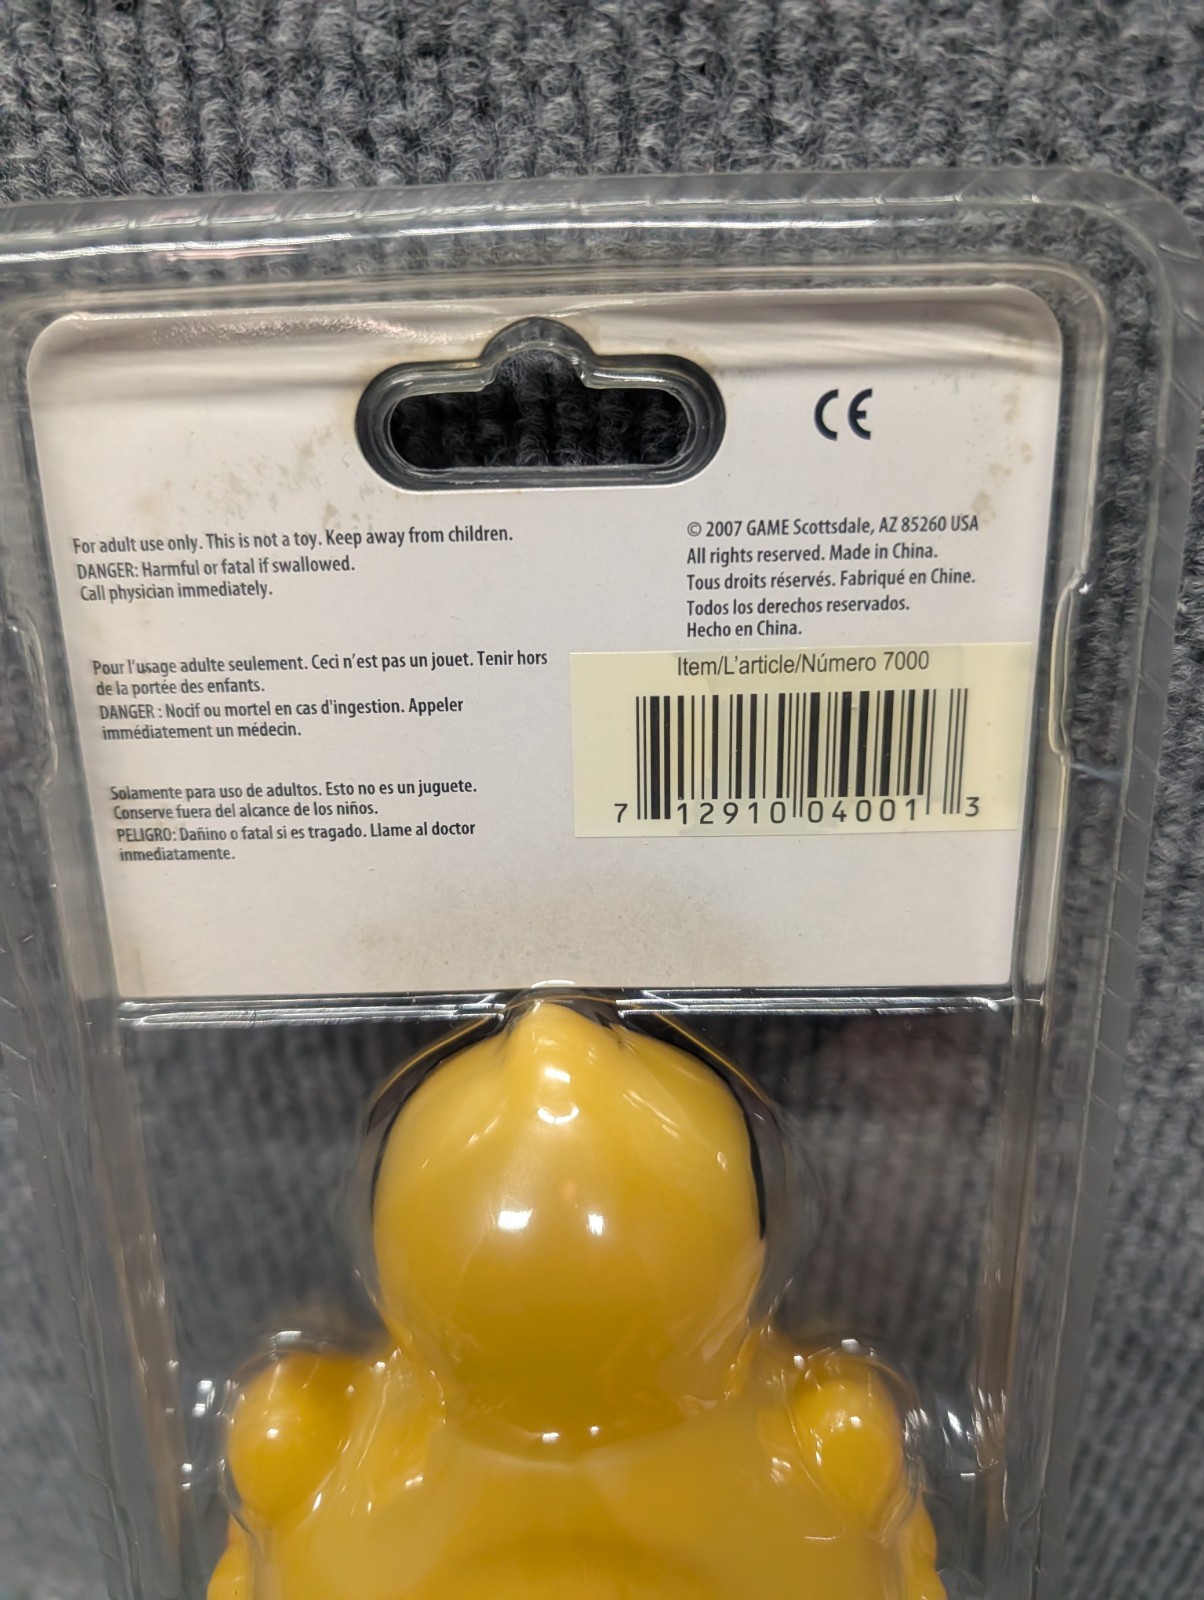 CE
For adult use only. This is not a toy. Keep away from children.
DANGER: Harmful or fatal if swallowed.
Call physician immediately.
Pour l'usage adulte seulement. Ceci n'est pas un jouet. Tenir hors
de la portée des enfants.
DANGER : Nocif ou mortel en cas d'ingestion. Appeler
immédiatement un médecin.
Solamente para uso de adultos. Esto no es un juguete.
Conserve fuera del alcance de los niños.
PELIGRO: Dañino o fatal si es tragado. Llame al doctor
inmediatamente.
© 2007 GAME Scottsdale, AZ 85260 USA
All rights reserved. Made in China.
Tous droits réservés. Fabriqué en Chine.
Todos los derechos reservados.
Hecho en China.
Item/L'article/Número 7000
7 12910 04001 3